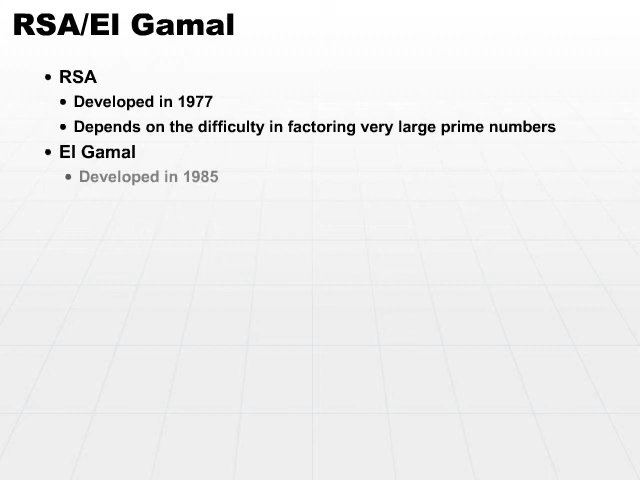 RSA/El Gamal
• RSA
• Developed in 1977
• Depends on the difficulty in factoring very large prime numbers
• El Gamal
• Developed in 1985